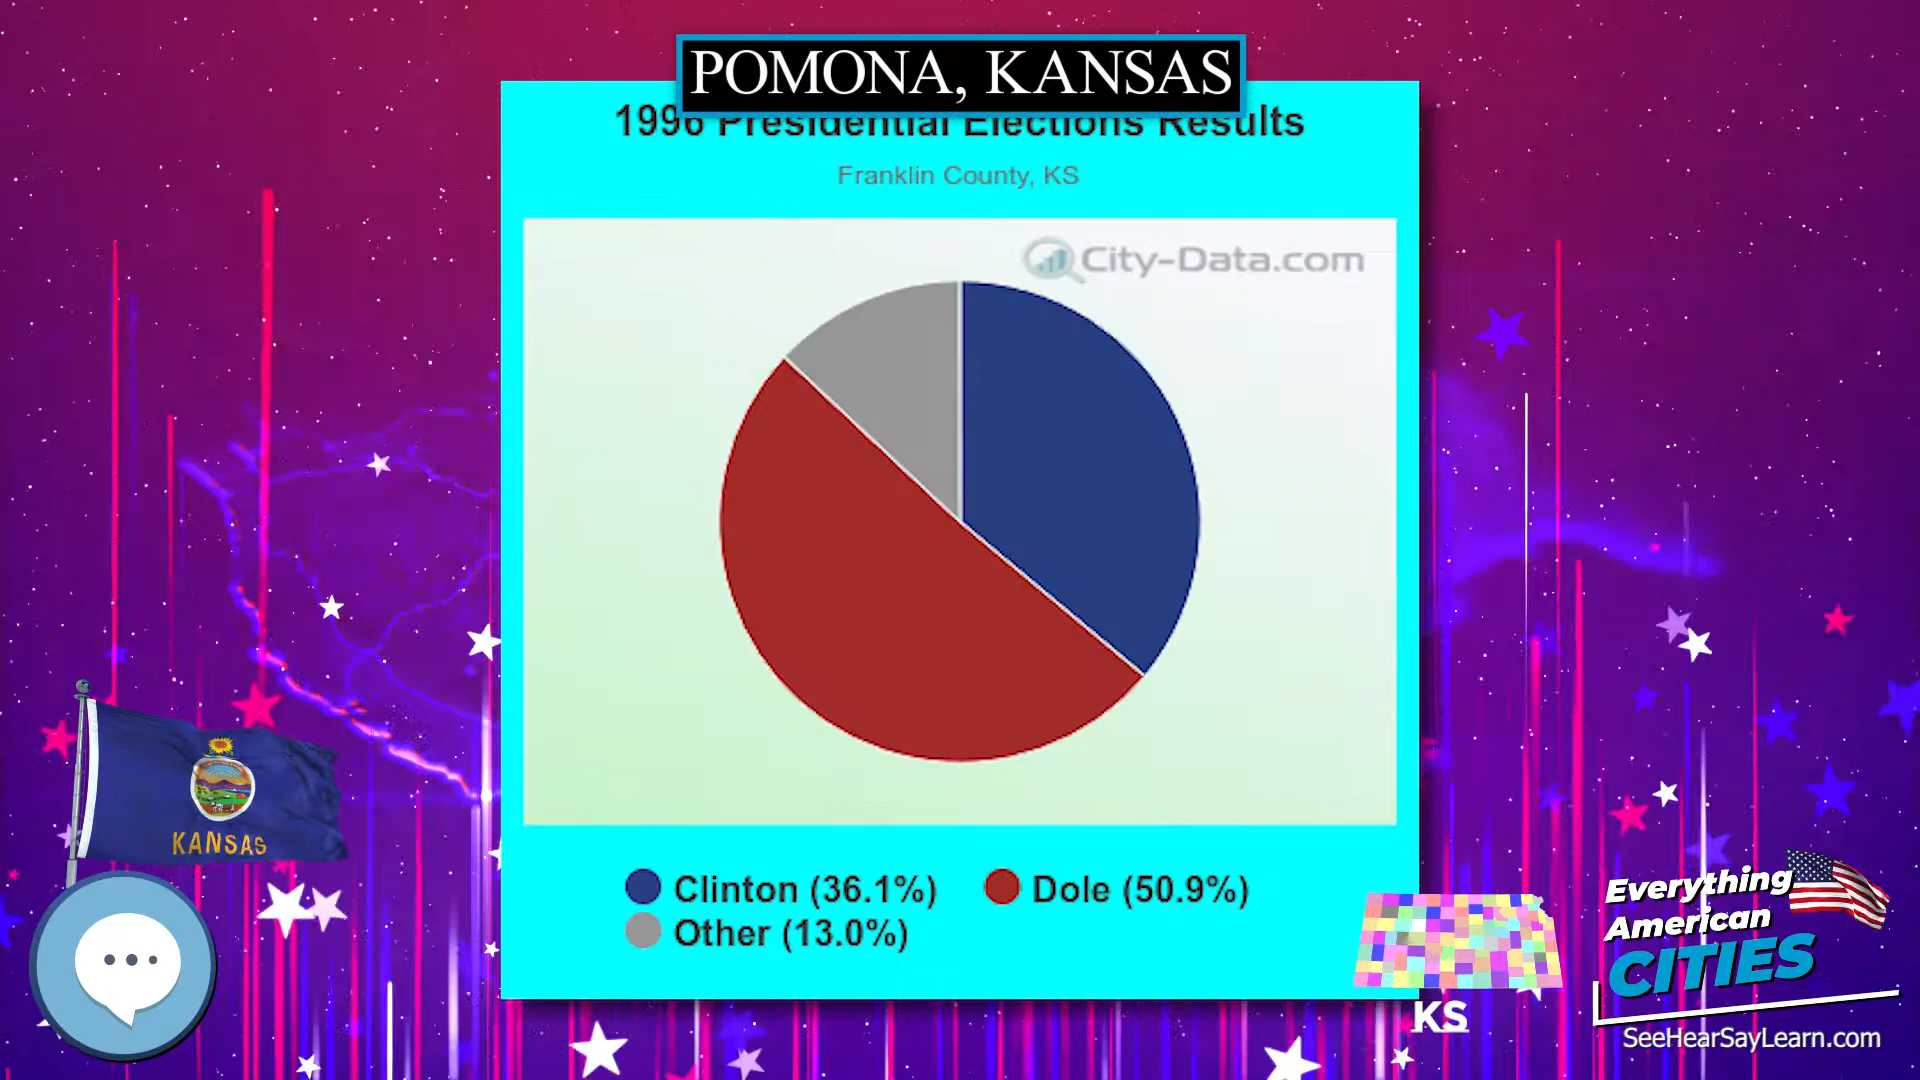 POMONA, KANSAS
1996 Presidential Elections Results
Franklin County, KS
City-Data.com
Clinton (36.1%)
Dole (50.9%)
Other (13.0%)
KANSAS
KS
Everything
American
CITIES
SeeHearSayLearn.com